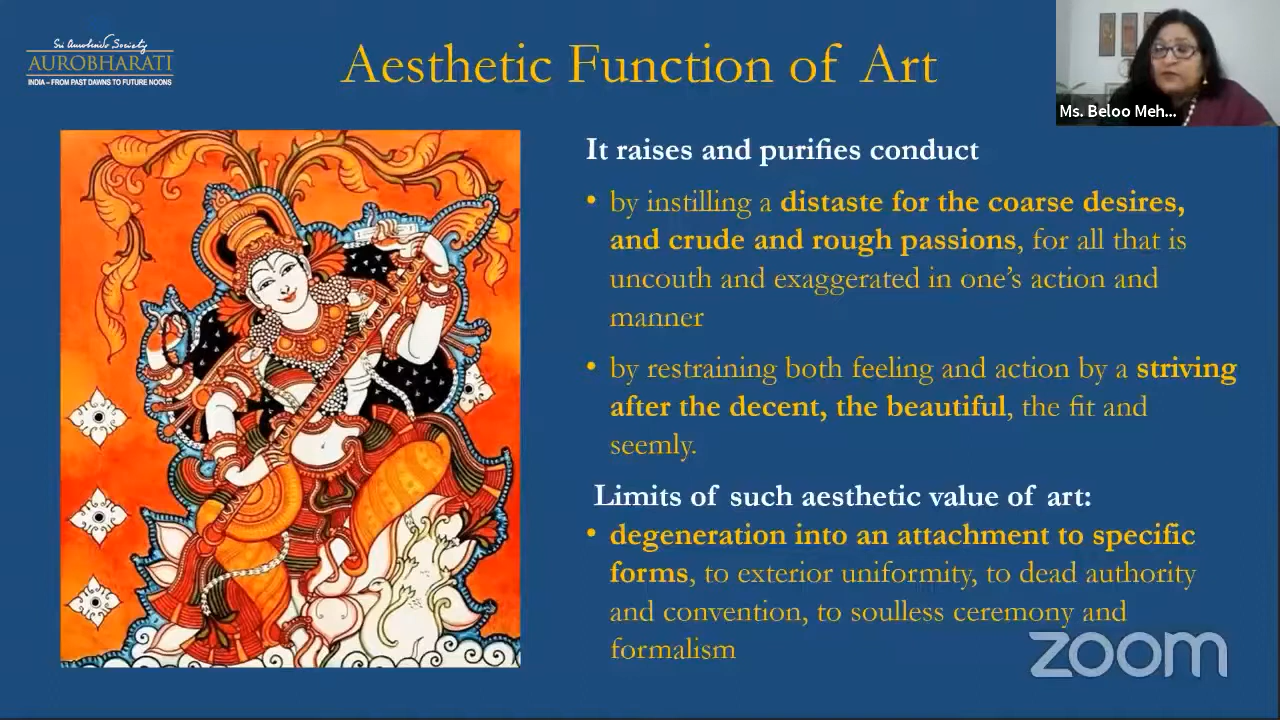 Sri Aurobindo Society
AUROBHARATI
INDIA – FROM PAST DAWNS TO FUTURE NOONS
Aesthetic Function of Art
Ms. Beloo Meh...
It raises and purifies conduct
• by instilling a distaste for the coarse desires,
and crude and rough passions, for all that is
uncouth and exaggerated in one’s action and
manner
• by restraining both feeling and action by a striving
after the decent, the beautiful, the fit and
seemly.
Limits of such aesthetic value of art:
• degeneration into an attachment to specific
forms, to exterior uniformity, to dead authority
and convention, to soulless ceremony and
formalism
zoom